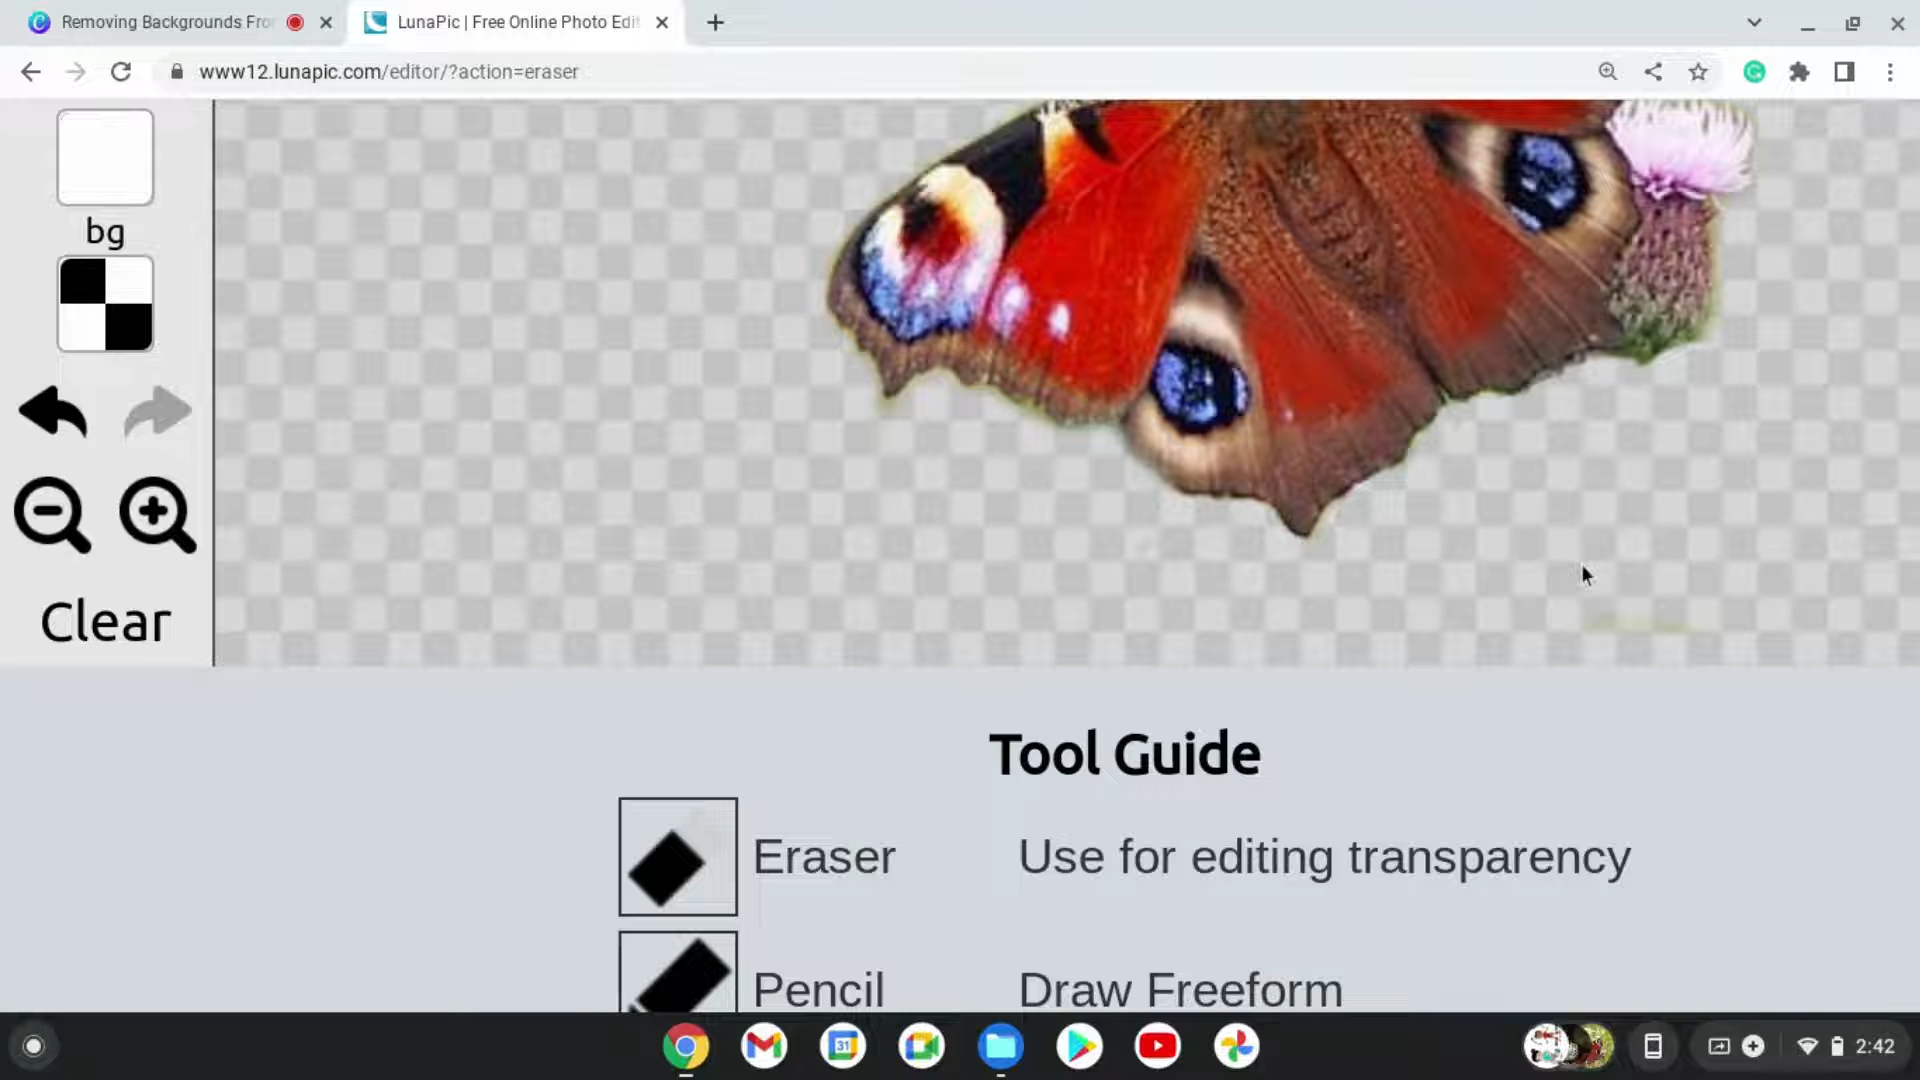 Removing Backgrounds Fro
LunaPic | Free Online Photo Edit
www12.lunapic.com/editor/?action=eraser
bg
Clear
Tool Guide
Eraser Use for editing transparency
Pencil Draw Freeform
31
2:42